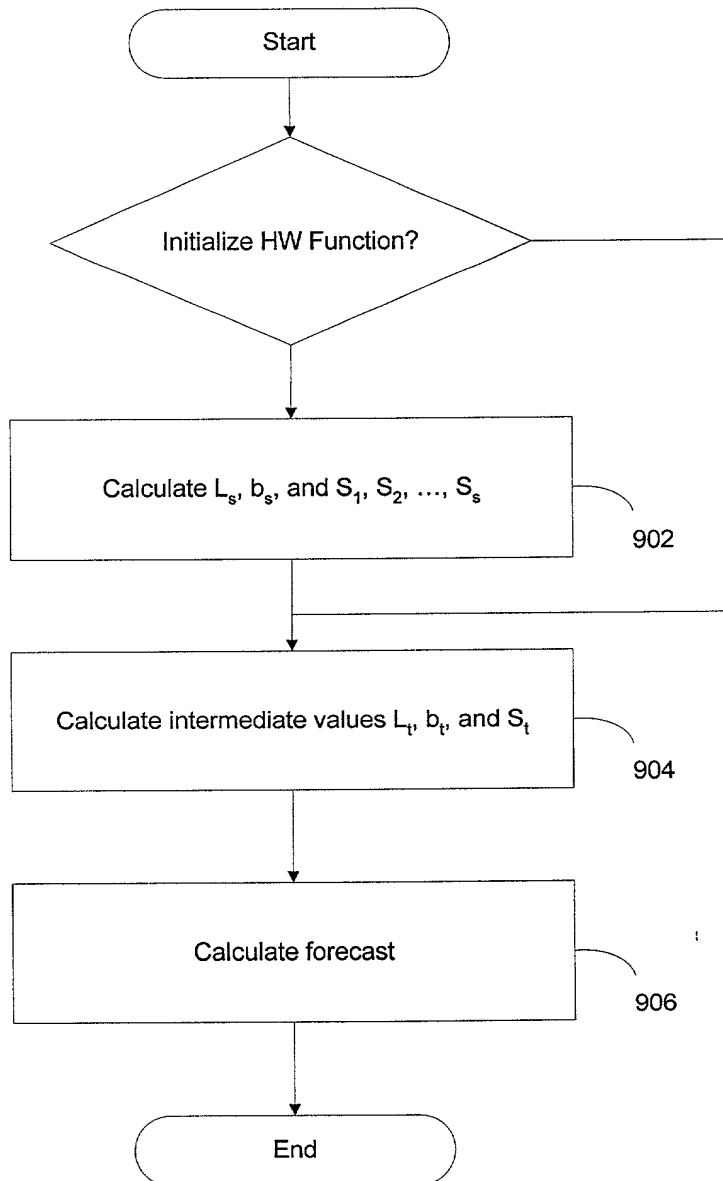 Start
Initialize HW Function?
Calculate Lₛ, bₛ, and S₁, S₂, ..., Sₛ
902
Calculate intermediate values Lₜ, bₜ, and Sₜ
904
Calculate forecast
906
End